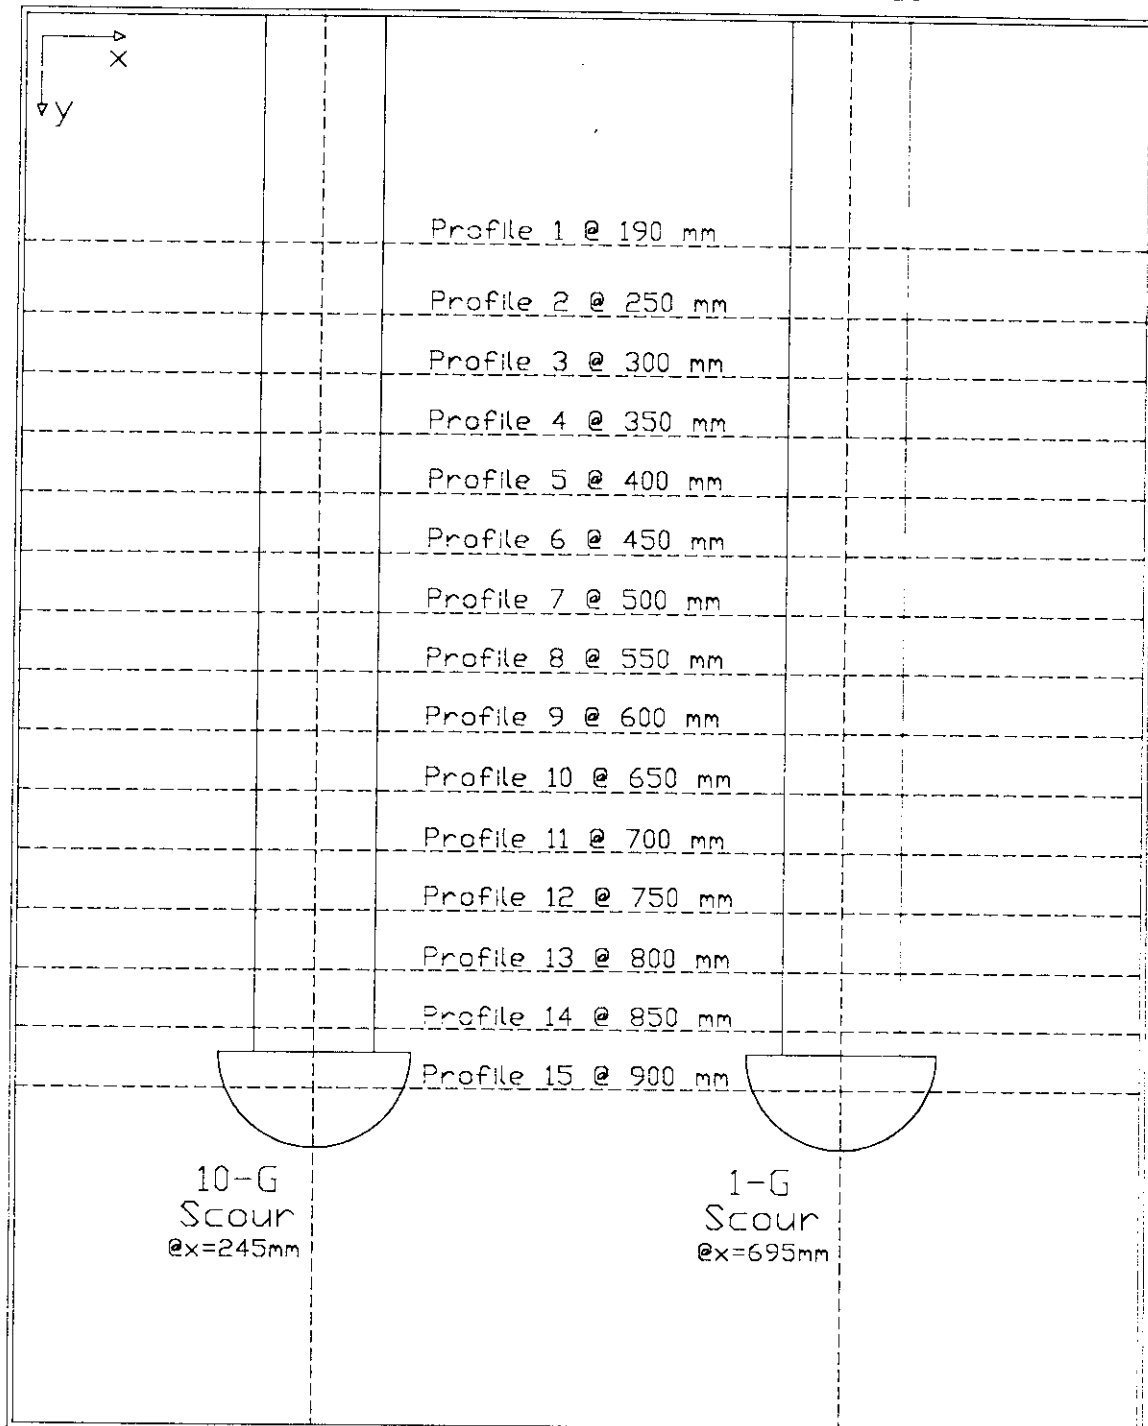 x
y
Profile 1 @ 190 mm
Profile 2 @ 250 mm
Profile 3 @ 300 mm
Profile 4 @ 350 mm
Profile 5 @ 400 mm
Profile 6 @ 450 mm
Profile 7 @ 500 mm
Profile 8 @ 550 mm
Profile 9 @ 600 mm
Profile 10 @ 650 mm
Profile 11 @ 700 mm
Profile 12 @ 750 mm
Profile 13 @ 800 mm
Profile 14 @ 850 mm
Profile 15 @ 900 mm
10-G
Scour
@x=245mm
1-G
Scour
@x=695mm